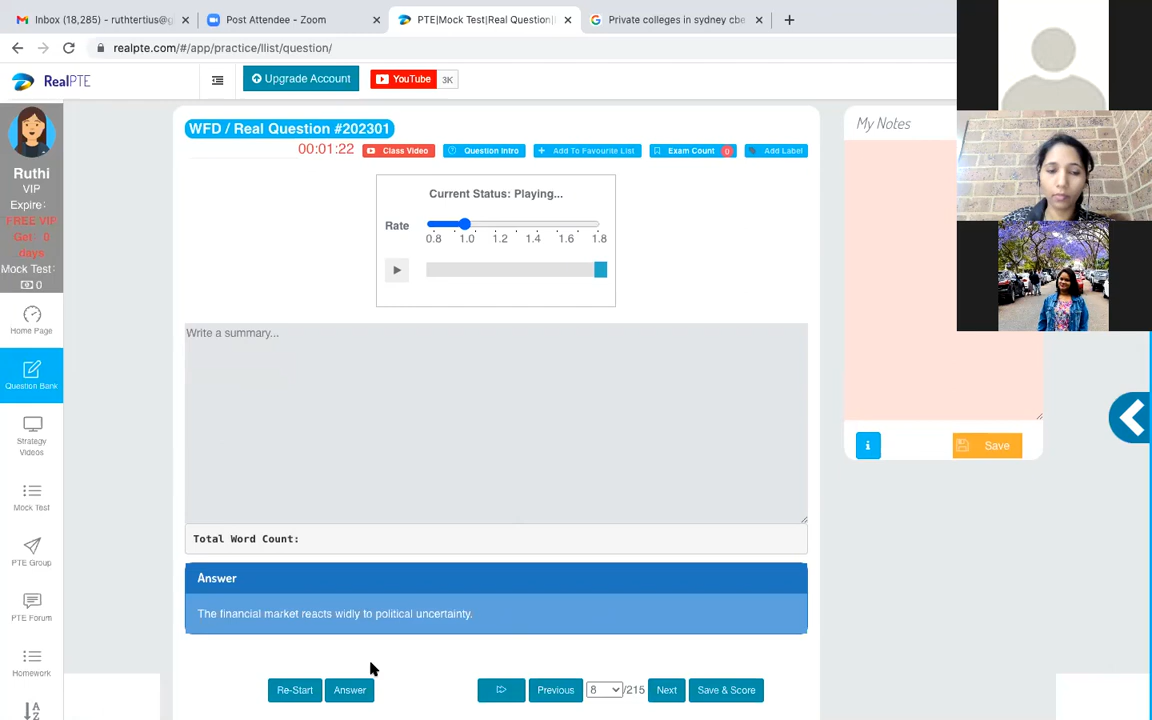 Inbox (18,285) - ruthtertius@g
Post Attendee - Zoom
PTE|Mock Test|Real Question|
Private colleges in sydney cbe
realpte.com/#/app/practice/llist/question/
RealPTE
Upgrade Account
YouTube
3K
Ruthi
VIP
Expire:
FREE VIP
Get: 0
days
Mock Test:
0
Home Page
Question Bank
Strategy
Videos
Mock Test
PTE Group
PTE Forum
Homework
A
Z
WFD / Real Question #202301
00:01:22
Class Video
Question Intro
Add To Favourite List
Exam Count 0
Add Label
Current Status: Playing...
Rate
0.8 1.0 1.2 1.4 1.6 1.8
Write a summary...
Total Word Count:
Answer
The financial market reacts widly to political uncertainty.
Re-Start
Answer
Previous
8
/215
Next
Save & Score
My Notes
i
Save